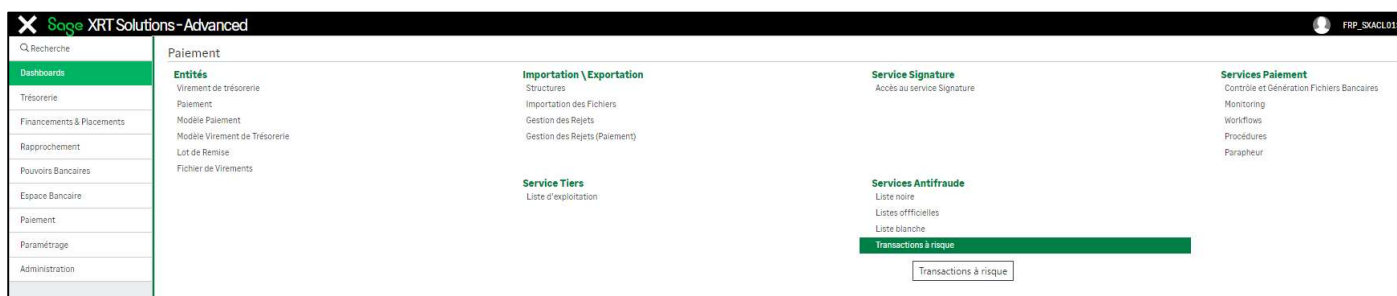 Sage XRT Solutions - Advanced
FRP_SXACL01
Recherche
Dashboards
Trésorerie
Financements & Placements
Rapprochement
Pouvoirs Bancaires
Espace Bancaire
Paiement
Paramétrage
Administration
Paiement
Entités
Virement de trésorerie
Paiement
Modèle Paiement
Modèle Virement de Trésorerie
Lot de Remise
Fichier de Virements
Importation \ Exportation
Structures
Importation des Fichiers
Gestion des Rejets
Gestion des Rejets (Paiement)
Service Tiers
Liste d'exploitation
Service Signature
Accès au service Signature
Services Antifraude
Liste noire
Listes offficielles
Liste blanche
Transactions à risque
Transactions à risque
Services Paiement
Contrôle et Génération Fichiers Bancaires
Monitoring
Workflows
Procédures
Parapheur